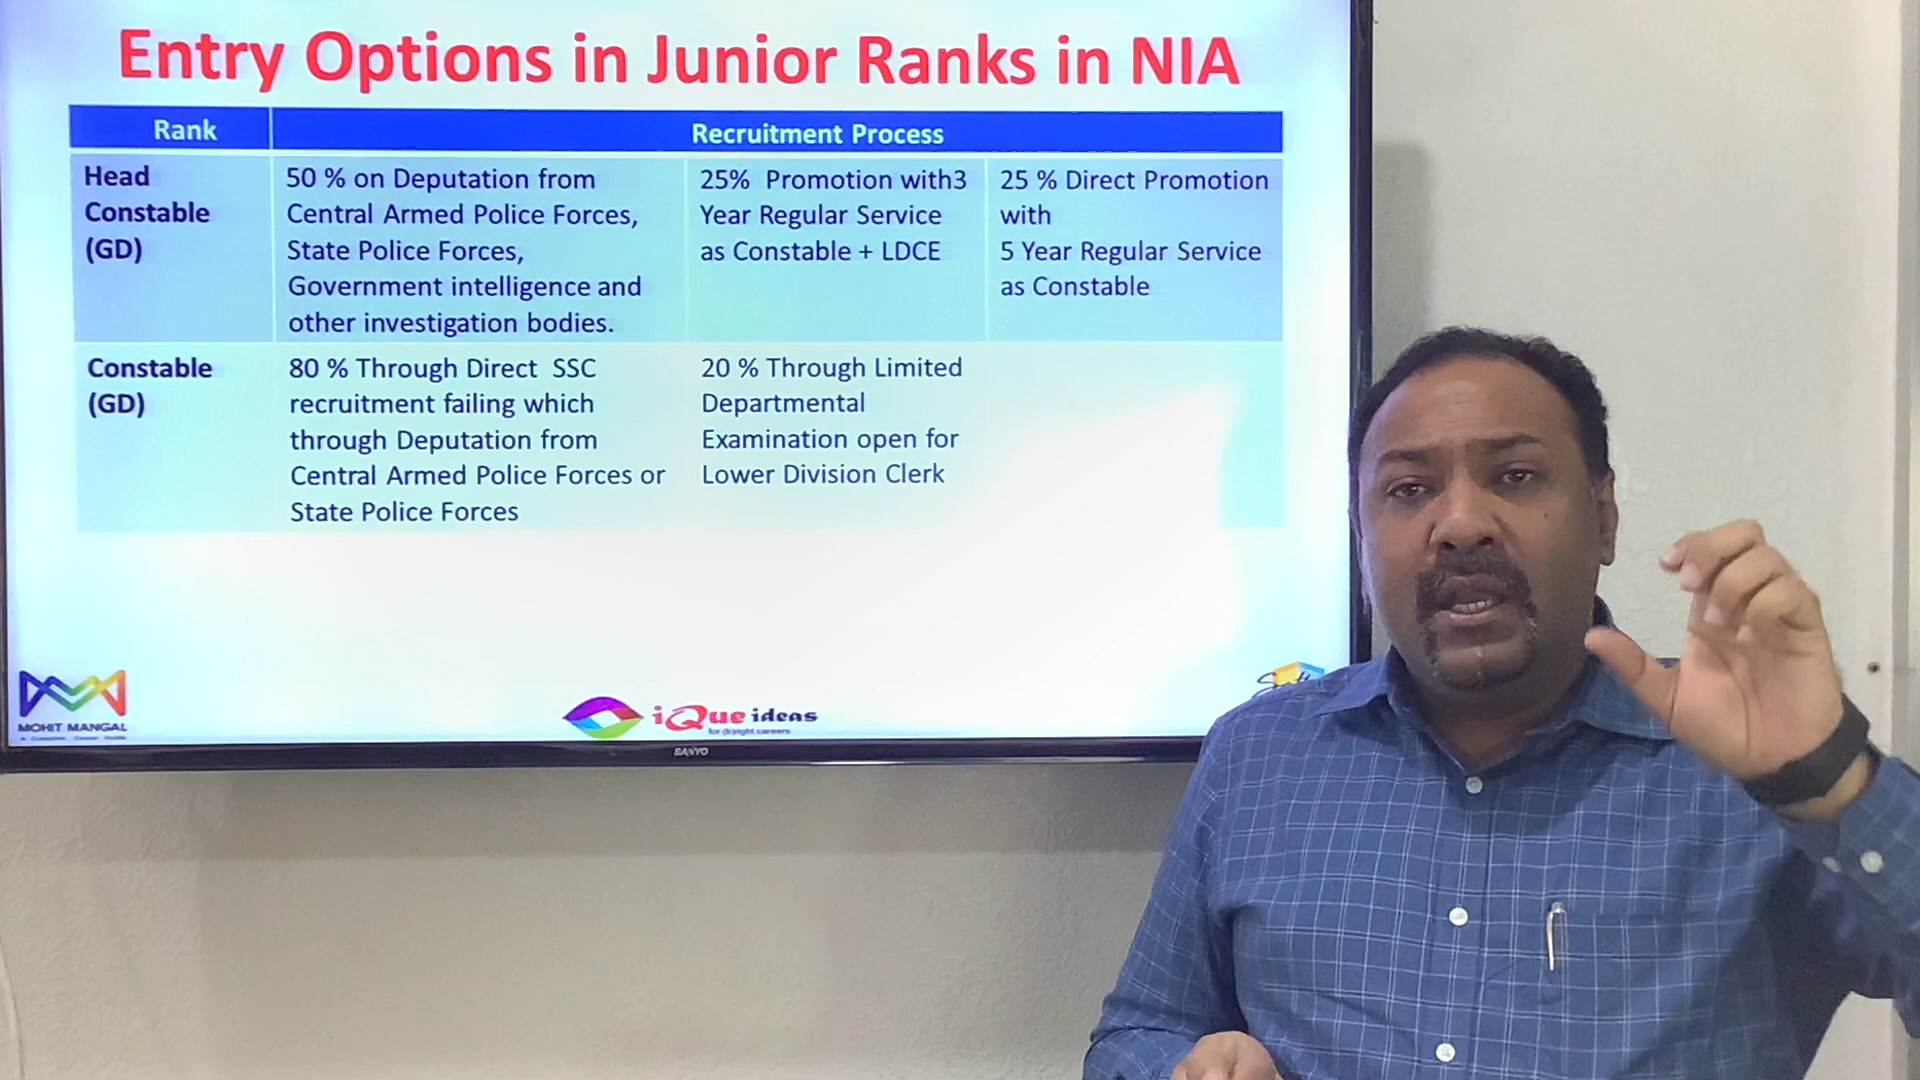 Entry Options in Junior Ranks in NIA
Rank
Recruitment Process
Head
Constable
(GD)
50 % on Deputation from
Central Armed Police Forces,
State Police Forces,
Government intelligence and
other investigation bodies.
25% Promotion with3
Year Regular Service
as Constable + LDCE
25 % Direct Promotion
with
5 Year Regular Service
as Constable
Constable
(GD)
80 % Through Direct SSC
recruitment failing which
through Deputation from
Central Armed Police Forces or
State Police Forces
20 % Through Limited
Departmental
Examination open for
Lower Division Clerk
MOHIT MANGAL
iQue ideas
for (b)right careers
SANYO